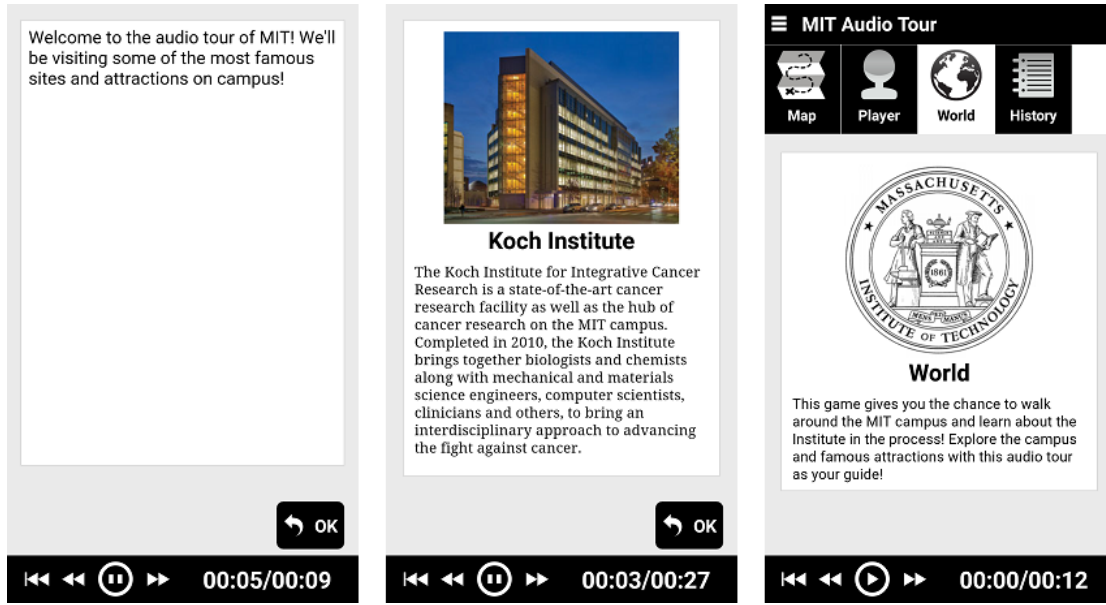 Welcome to the audio tour of MIT! We'll
be visiting some of the most famous
sites and attractions on campus!
OK
00:05/00:09
Koch Institute
The Koch Institute for Integrative Cancer
Research is a state-of-the-art cancer
research facility as well as the hub of
cancer research on the MIT campus.
Completed in 2010, the Koch Institute
brings together biologists and chemists
along with mechanical and materials
science engineers, computer scientists,
clinicians and others, to bring an
interdisciplinary approach to advancing
the fight against cancer.
OK
00:03/00:27
MIT Audio Tour
Map Player World History
MASSACHUSETTS
INSTITUTE OF TECHNOLOGY
1861
MENS ET MANUS
World
This game gives you the chance to walk
around the MIT campus and learn about the
Institute in the process! Explore the campus
and famous attractions with this audio tour
as your guide!
00:00/00:12